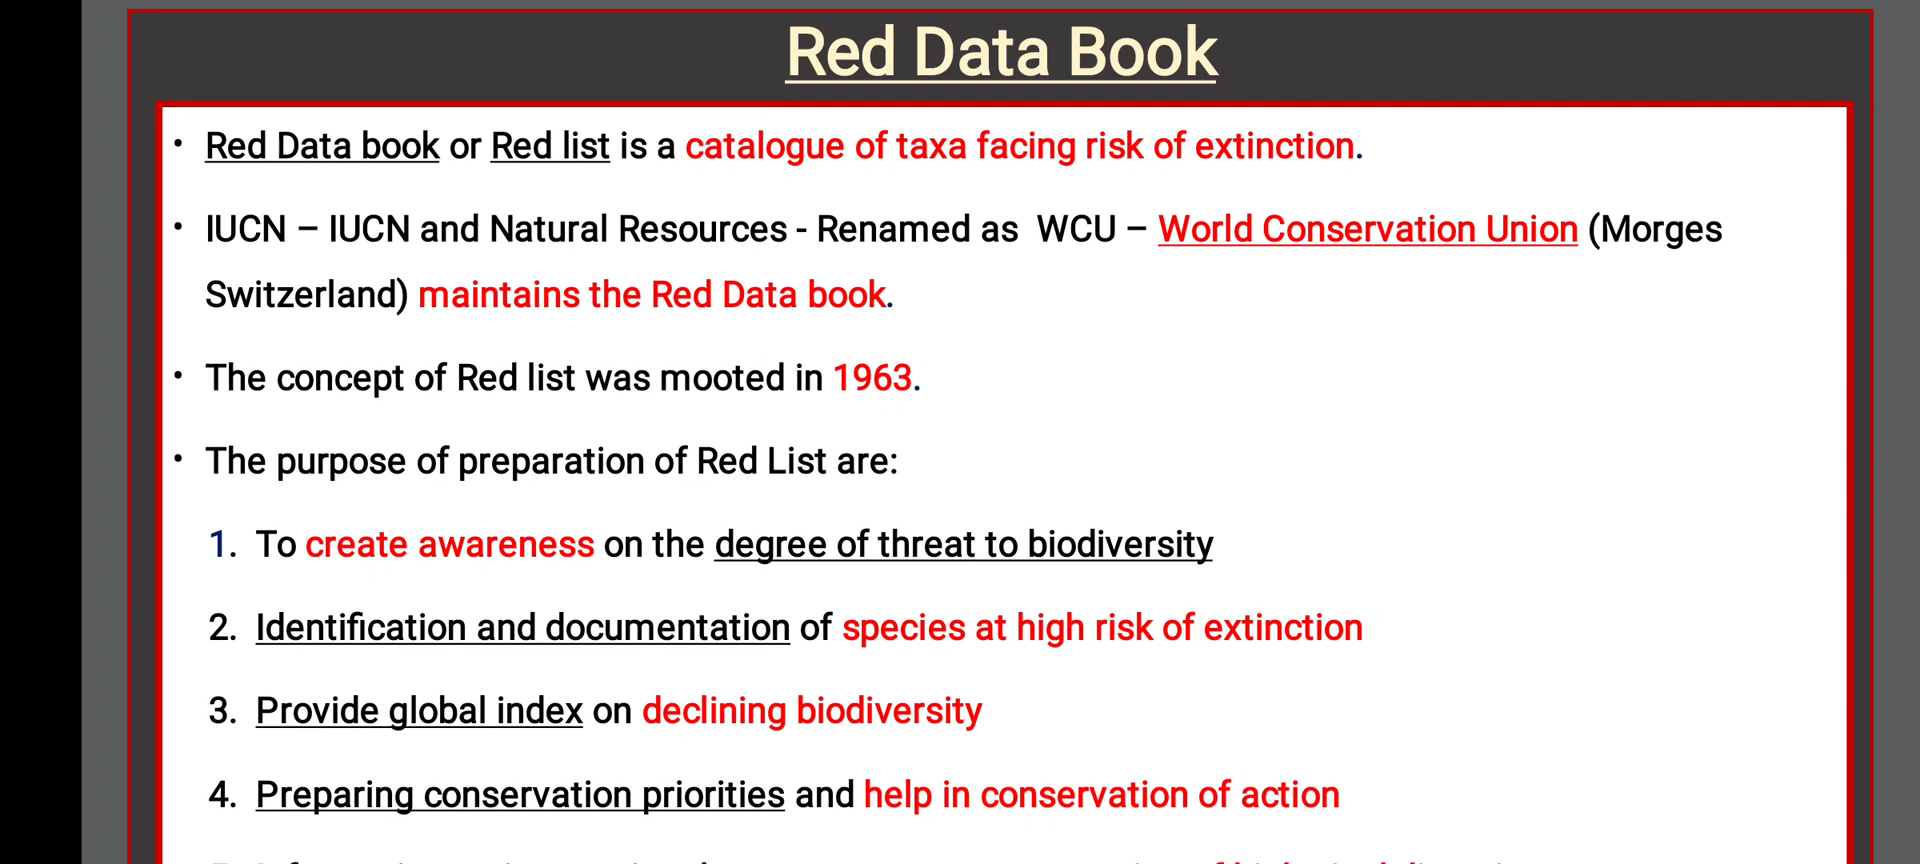 Red Data Book
• Red Data book or Red list is a catalogue of taxa facing risk of extinction.
• IUCN – IUCN and Natural Resources - Renamed as WCU – World Conservation Union (Morges
Switzerland) maintains the Red Data book.
• The concept of Red list was mooted in 1963.
• The purpose of preparation of Red List are:
1. To create awareness on the degree of threat to biodiversity
2. Identification and documentation of species at high risk of extinction
3. Provide global index on declining biodiversity
4. Preparing conservation priorities and help in conservation of action